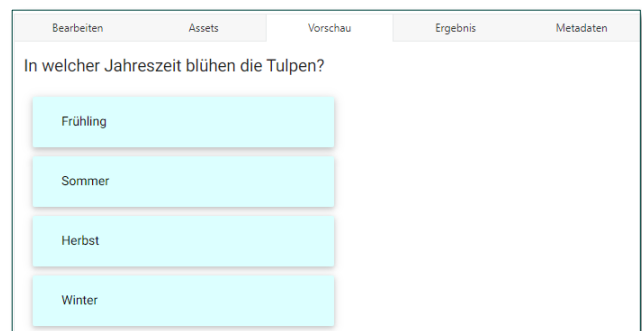 Bearbeiten Assets Vorschau Ergebnis Metadaten
In welcher Jahreszeit blühen die Tulpen?
Frühling
Sommer
Herbst
Winter